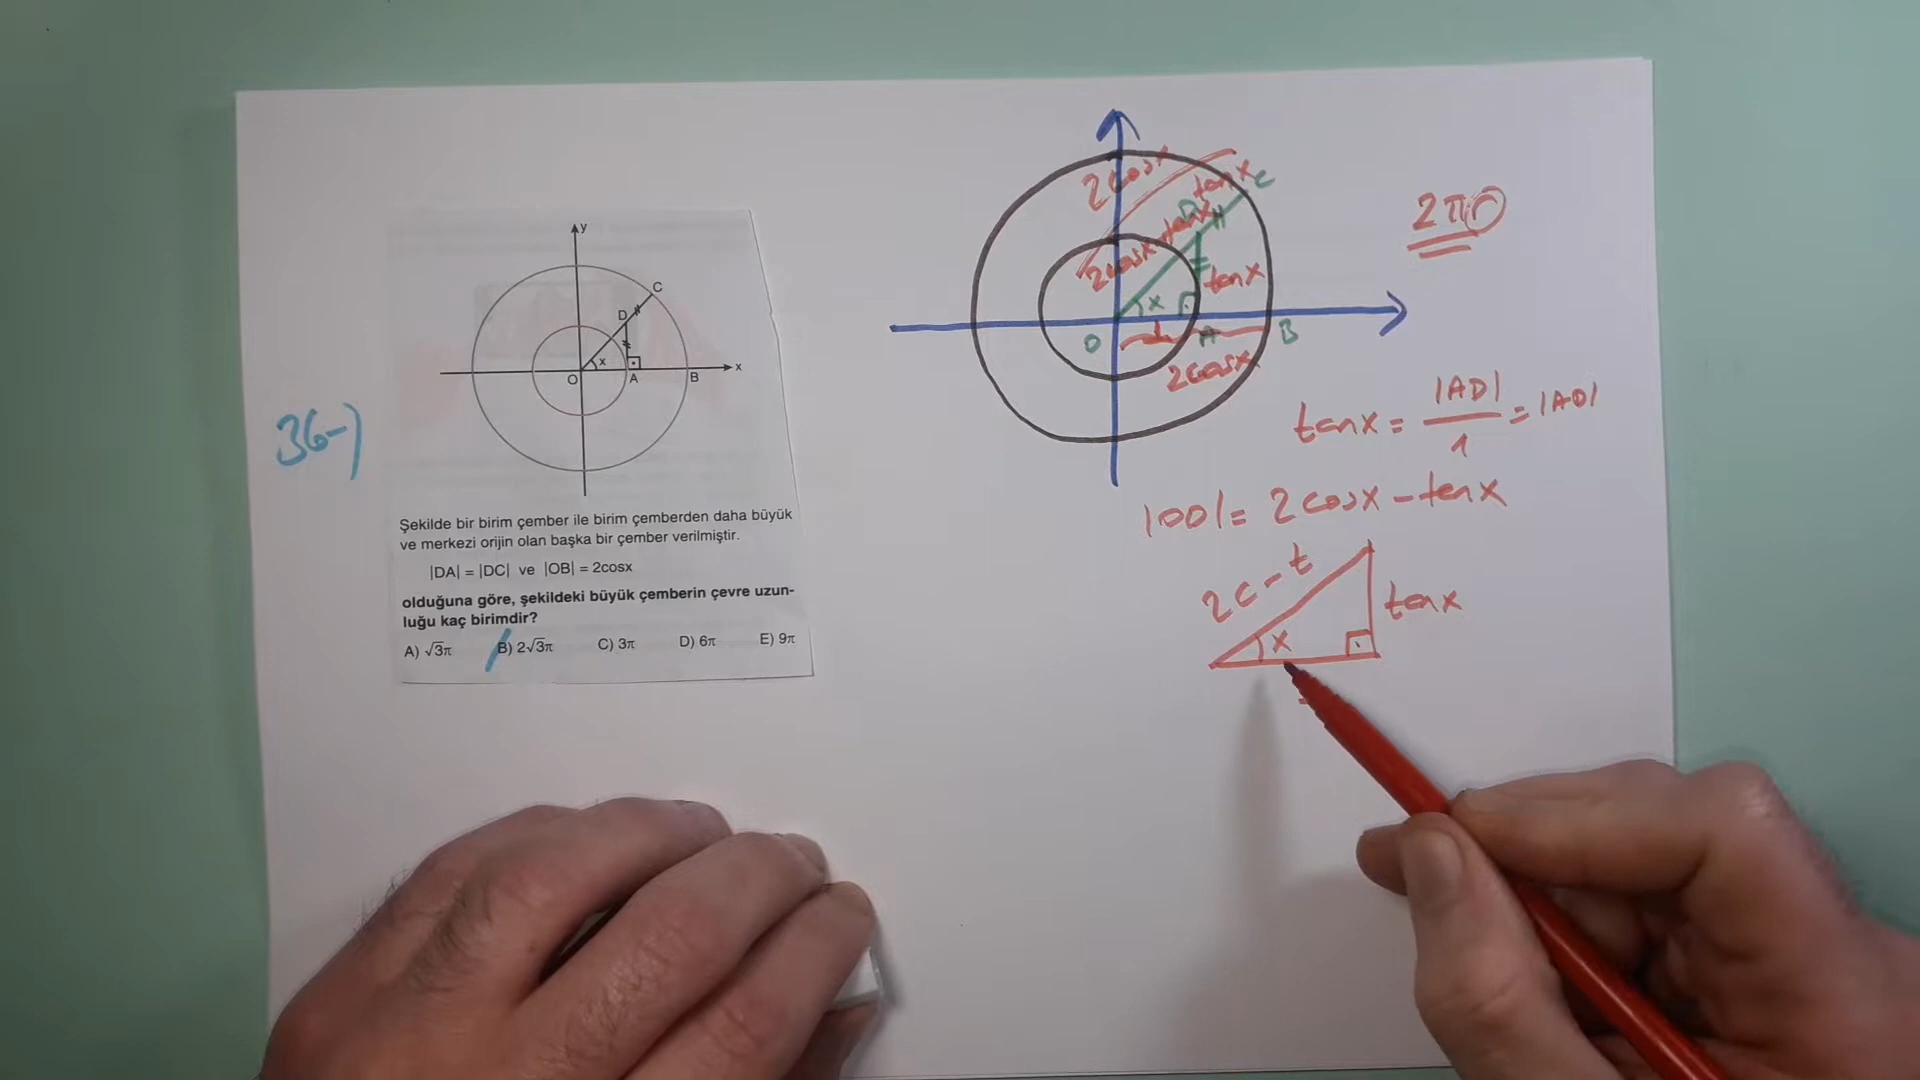 36-)
y
C
D
x
x
O
A
B
Şekilde bir birim çember ile birim çemberden daha büyük
ve merkezi orijin olan başka bir çember verilmiştir.
|DA| = |DC| ve |OB| = 2cosx
olduğuna göre, şekildeki büyük çemberin çevre uzun-
luğu kaç birimdir?
A) √3π B) 2√3π C) 3π D) 6π E) 9π
2cosx
tanx
C
D
2cosx-tanx
tanx
x
O
1
A
B
2cosx
2πr
tanx = |AD|/1 = |AD|
|OD| = 2cosx - tanx
2c-t
tanx
x